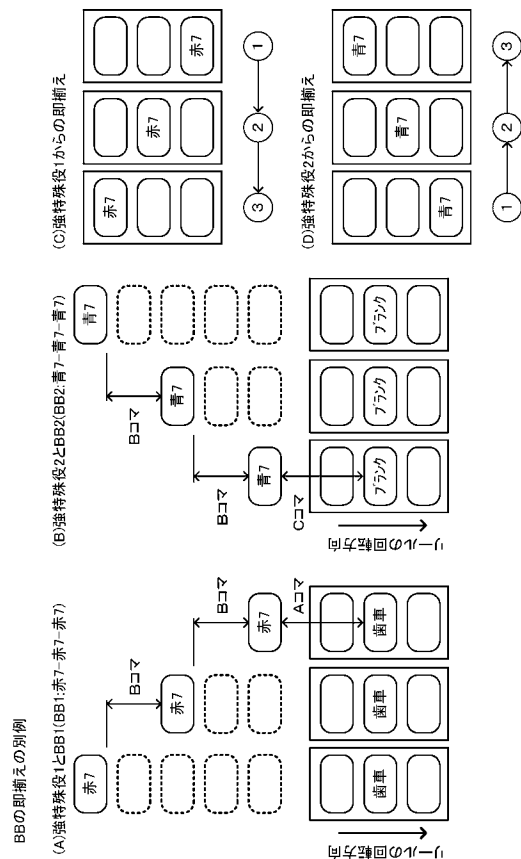 BBの即揃えの別例
(A)強特殊役1とBB1(BB1:赤7-赤7-赤7)
赤7
Bコマ
赤7
Bコマ
赤7
Aコマ
歯車
歯車
歯車
リールの回転方向
(B)強特殊役2とBB2(BB2:青7-青7-青7)
青7
Bコマ
青7
Bコマ
青7
Cコマ
ブランク
ブランク
ブランク
リールの回転方向
(C)強特殊役1からの即揃え
赤7
赤7
赤7
3
2
1
(D)強特殊役2からの即揃え
青7
青7
青7
1
2
3